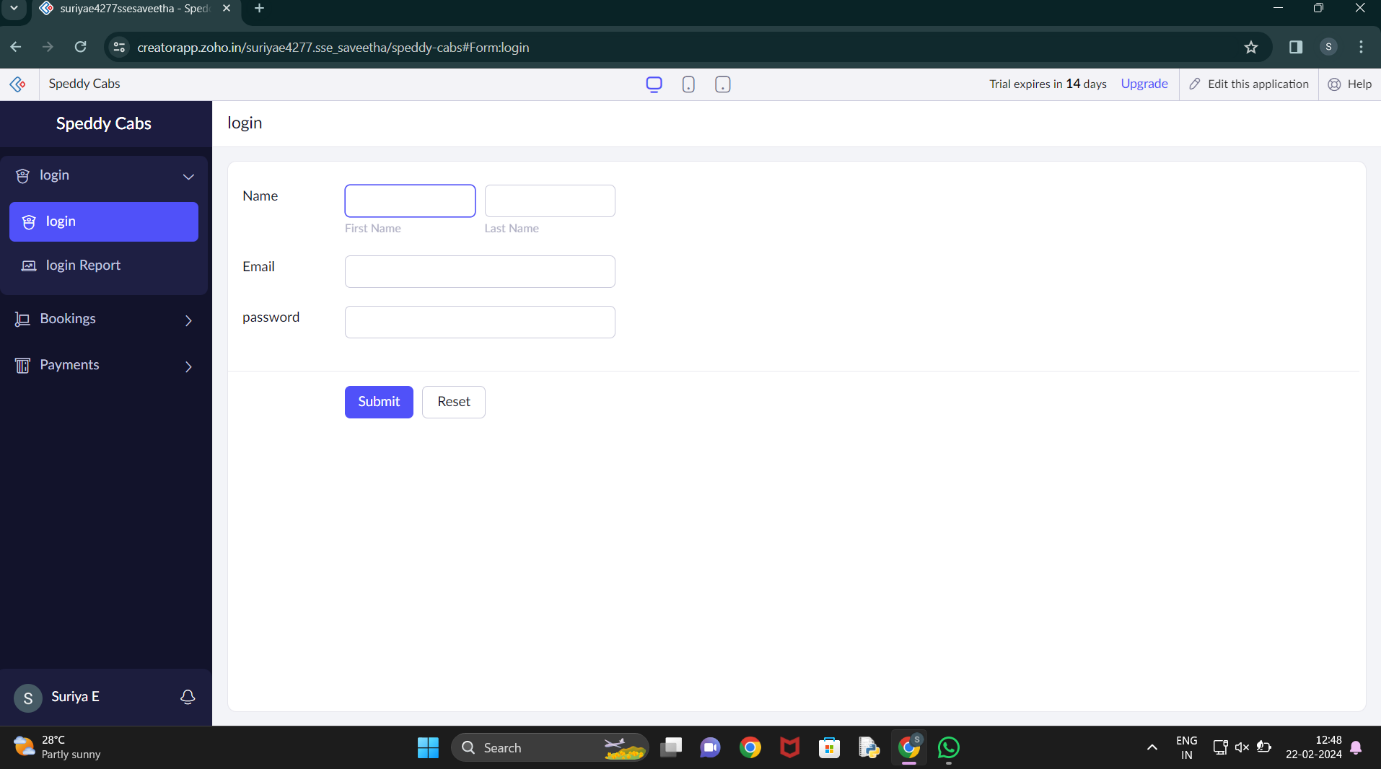 suriyae4277ssesaveetha - Spedd
creatorapp.zoho.in/suriyae4277.sse_saveetha/speddy-cabs#Form:login
S
Speddy Cabs
Trial expires in 14 days
Upgrade
Edit this application
Help
Speddy Cabs
login
login
login Report
Bookings
Payments
S Suriya E
login
Name
First Name
Last Name
Email
password
Submit
Reset
28°C
Partly sunny
Search
S
ENG
IN
12:48
22-02-2024